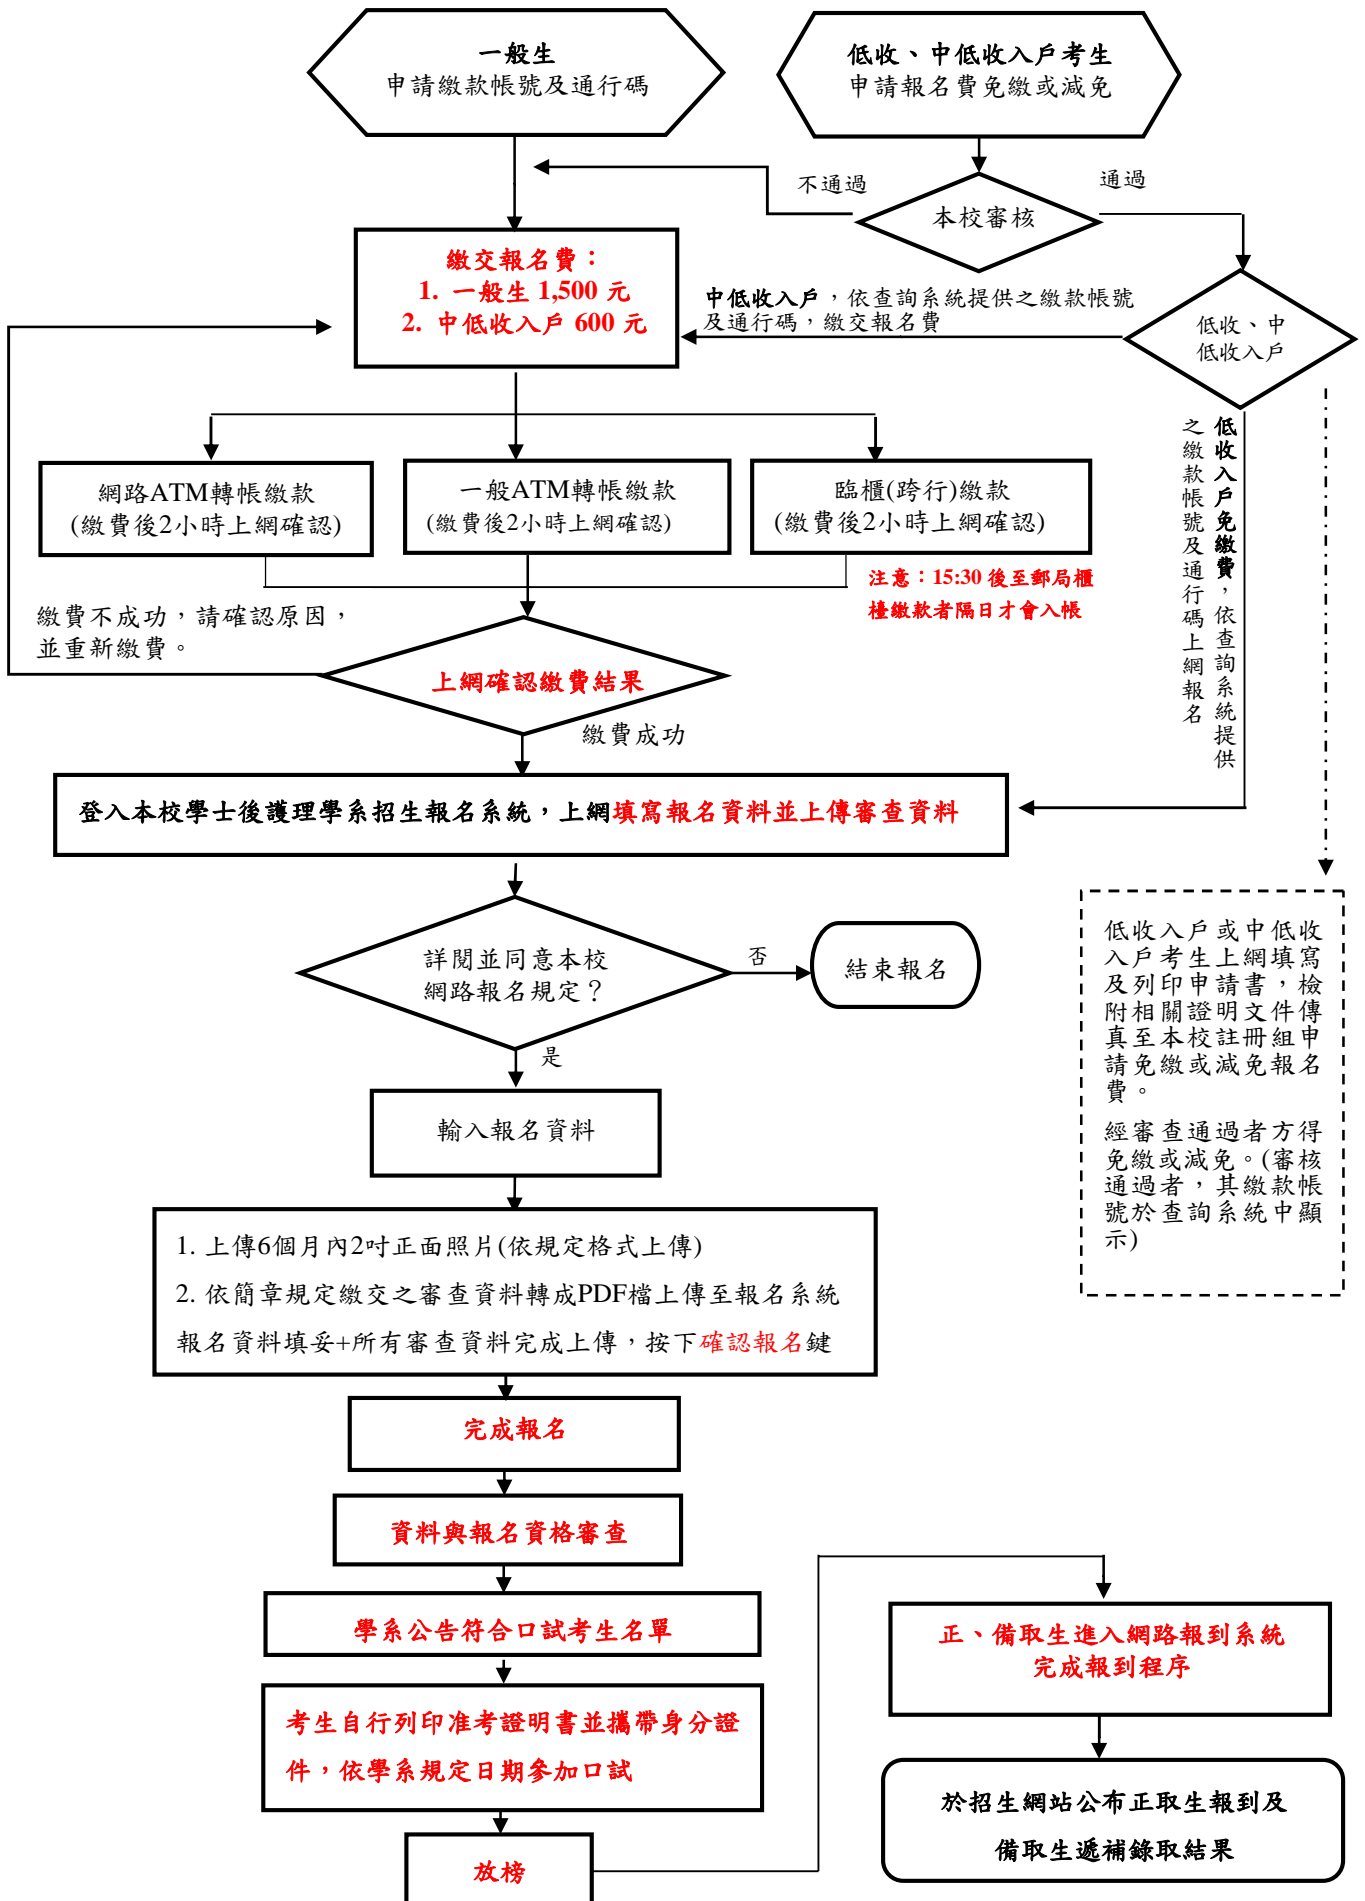 一般生
申請繳款帳號及通行碼
低收、中低收入戶考生
申請報名費免繳或減免
不通過
通過
本校審核
繳交報名費：
1. 一般生 1,500 元
2. 中低收入戶 600 元
中低收入戶，依查詢系統提供之繳款帳號
及通行碼，繳交報名費
低收、中
低收入戶
網路ATM轉帳繳款
(繳費後2小時上網確認)
一般ATM轉帳繳款
(繳費後2小時上網確認)
臨櫃(跨行)繳款
(繳費後2小時上網確認)
低收入戶免繳費，依查詢系統提供
之繳款帳號及通行碼上網報名
注意：15:30 後至郵局櫃
檯繳款者隔日才會入帳
繳費不成功，請確認原因，
並重新繳費。
上網確認繳費結果
繳費成功
登入本校學士後護理學系招生報名系統，上網填寫報名資料並上傳審查資料
詳閱並同意本校
網路報名規定？
否
結束報名
是
低收入戶或中低收
入戶考生上網填寫
及列印申請書，檢
附相關證明文件傳
真至本校註冊組申
請免繳或減免報名
費。
經審查通過者方得
免繳或減免。(審核
通過者，其繳款帳
號於查詢系統中顯
示)
輸入報名資料
1. 上傳6個月內2吋正面照片(依規定格式上傳)
2. 依簡章規定繳交之審查資料轉成PDF檔上傳至報名系統
報名資料填妥+所有審查資料完成上傳，按下確認報名鍵
完成報名
資料與報名資格審查
學系公告符合口試考生名單
考生自行列印准考證明書並攜帶身分證
件，依學系規定日期參加口試
放榜
正、備取生進入網路報到系統
完成報到程序
於招生網站公布正取生報到及
備取生遞補錄取結果